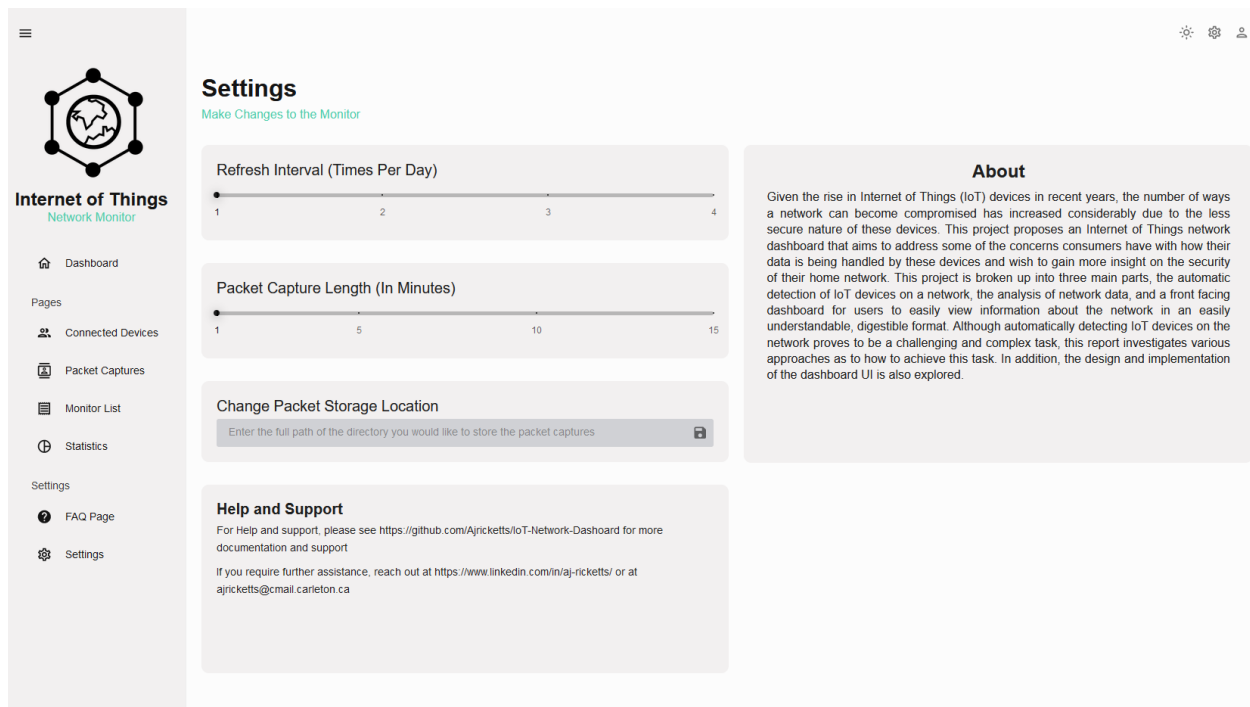 Internet of Things
Network Monitor
Dashboard
Pages
Connected Devices
Packet Captures
Monitor List
Statistics
Settings
FAQ Page
Settings
Settings
Make Changes to the Monitor
Refresh Interval (Times Per Day)
1 2 3 4
Packet Capture Length (In Minutes)
1 5 10 15
Change Packet Storage Location
Enter the full path of the directory you would like to store the packet captures
Help and Support
For Help and support, please see https://github.com/Ajricketts/IoT-Network-Dashoard for more
documentation and support
If you require further assistance, reach out at https://www.linkedin.com/in/aj-ricketts/ or at
ajricketts@cmail.carleton.ca
About
Given the rise in Internet of Things (IoT) devices in recent years, the number of ways
a network can become compromised has increased considerably due to the less
secure nature of these devices. This project proposes an Internet of Things network
dashboard that aims to address some of the concerns consumers have with how their
data is being handled by these devices and wish to gain more insight on the security
of their home network. This project is broken up into three main parts, the automatic
detection of IoT devices on a network, the analysis of network data, and a front facing
dashboard for users to easily view information about the network in an easily
understandable, digestible format. Although automatically detecting IoT devices on the
network proves to be a challenging and complex task, this report investigates various
approaches as to how to achieve this task. In addition, the design and implementation
of the dashboard UI is also explored.